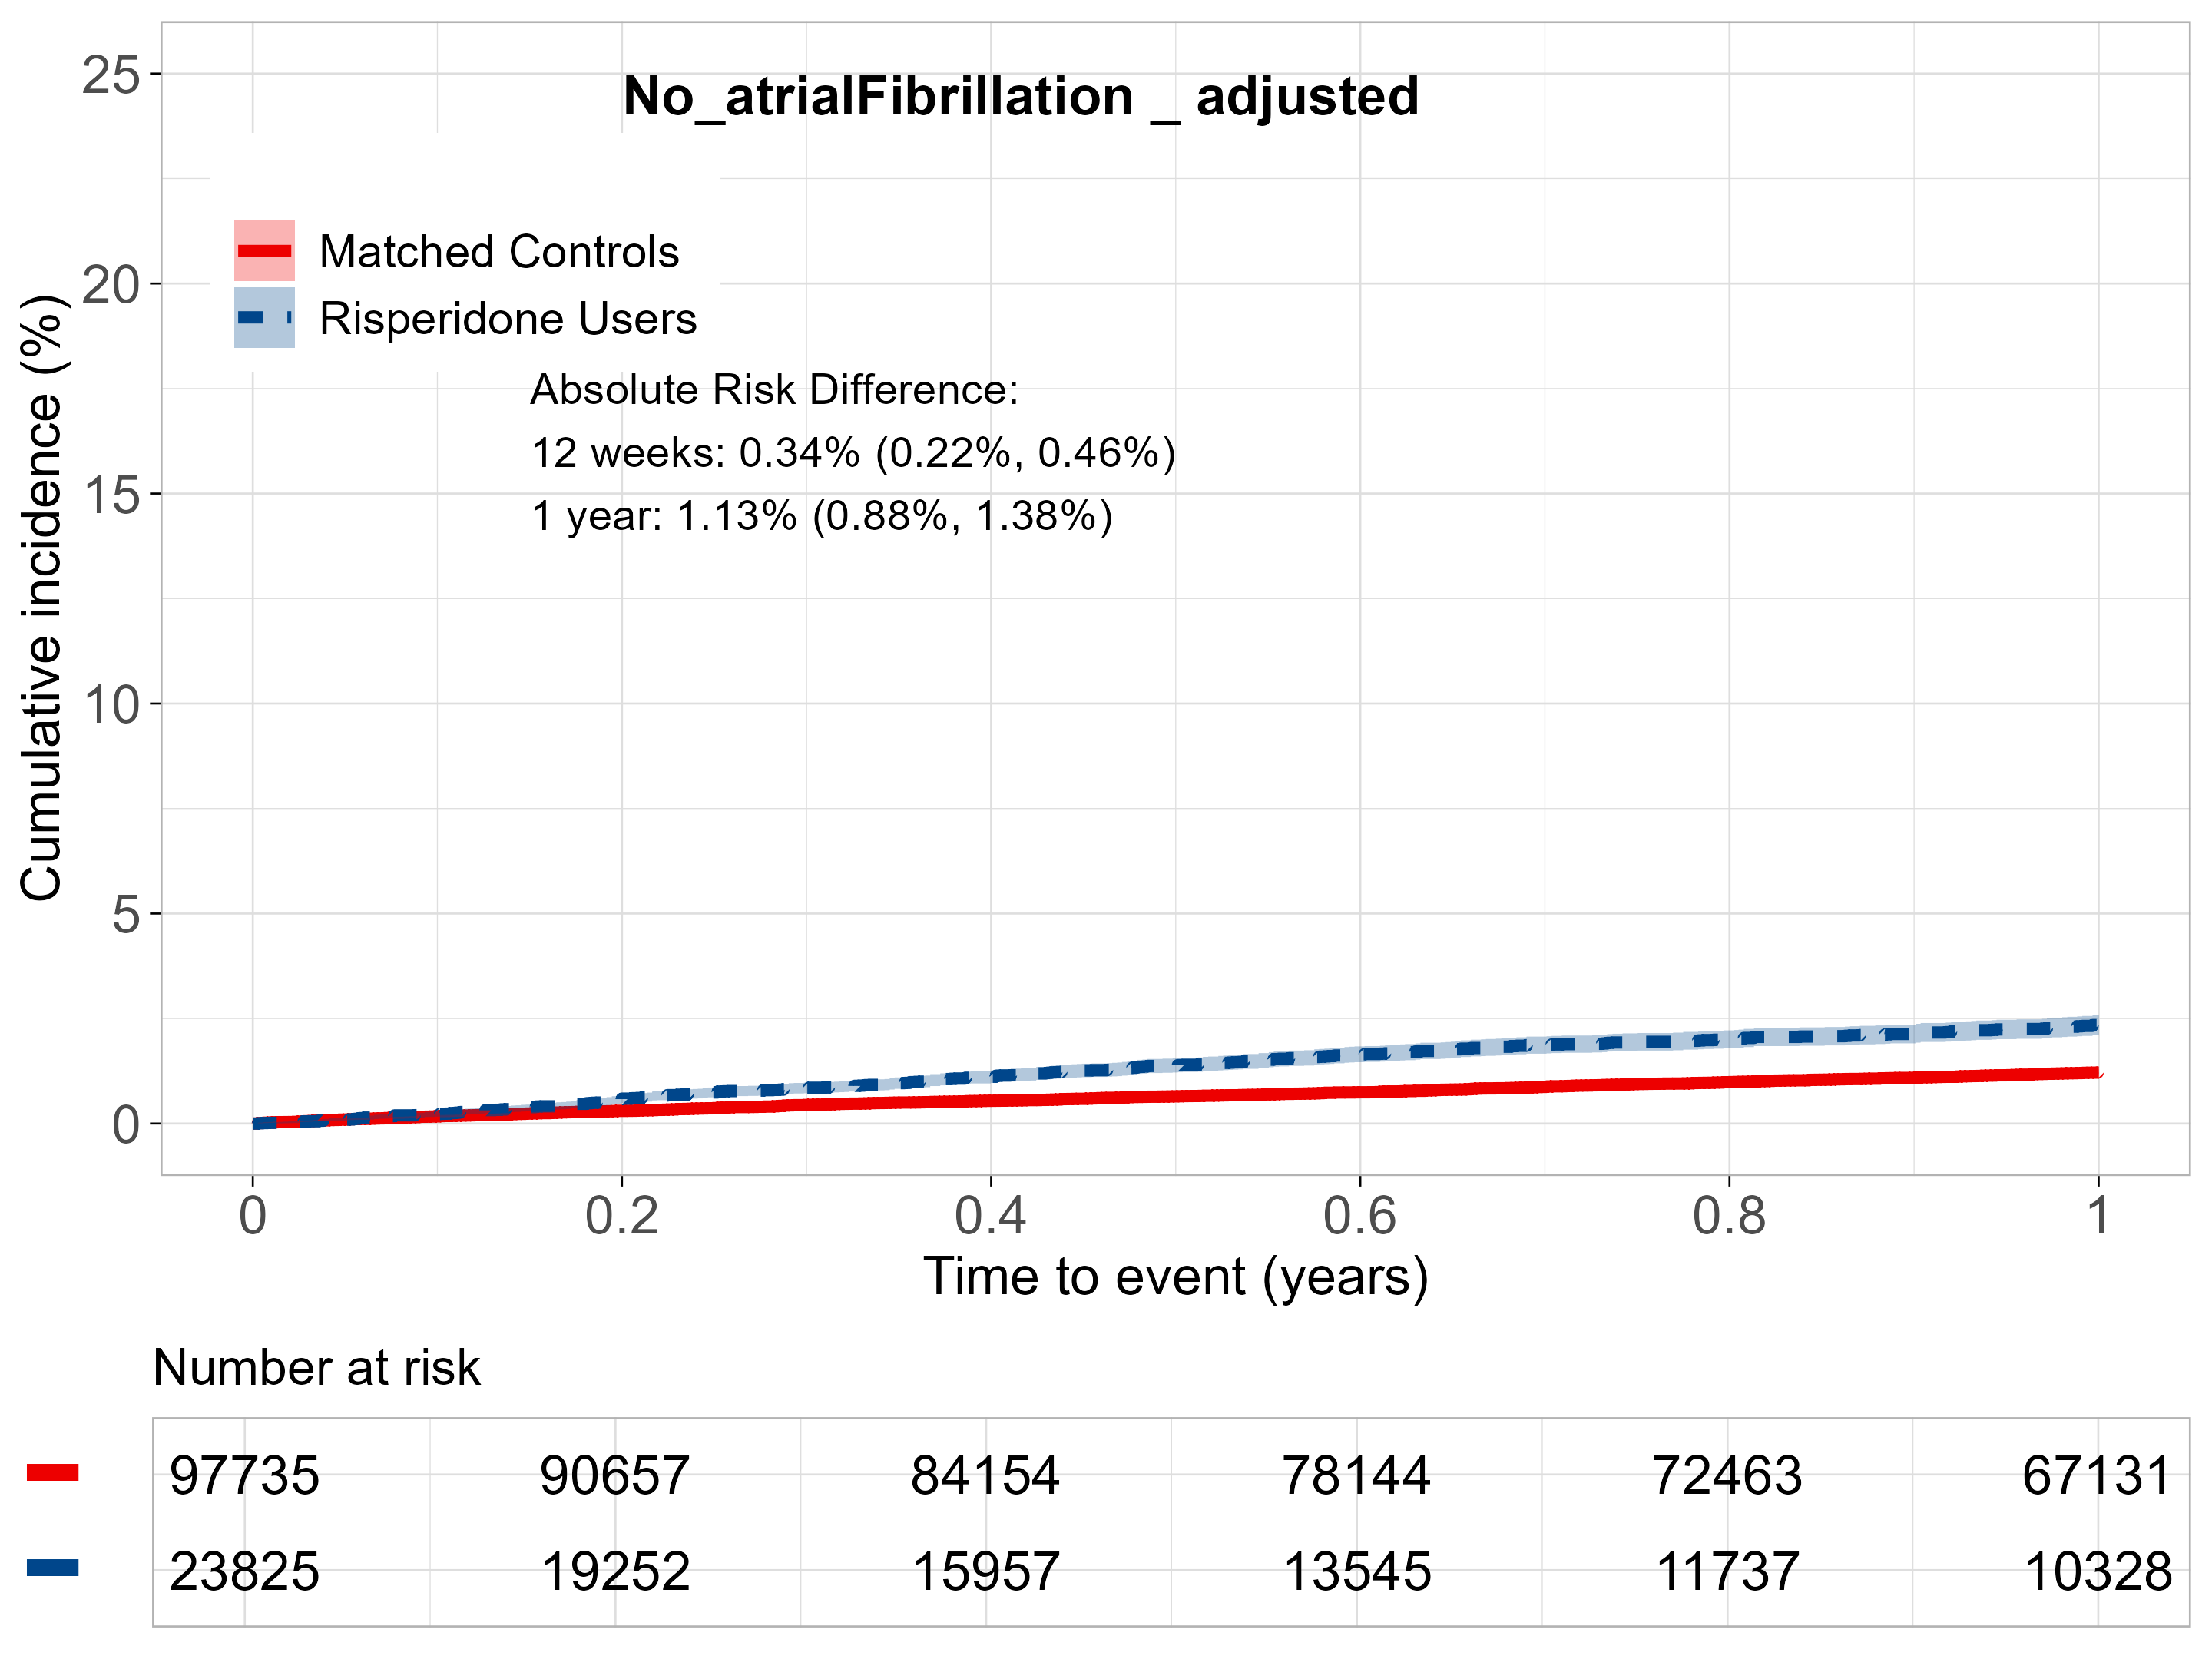 No_atrialFibrillation _ adjusted
Matched Controls
Risperidone Users
Absolute Risk Difference:
12 weeks: 0.34% (0.22%, 0.46%)
1 year: 1.13% (0.88%, 1.38%)
Cumulative incidence (%)
25
20
15
10
5
0
0 0.2 0.4 0.6 0.8 1
Time to event (years)
Number at risk
97735 90657 84154 78144 72463 67131
23825 19252 15957 13545 11737 10328